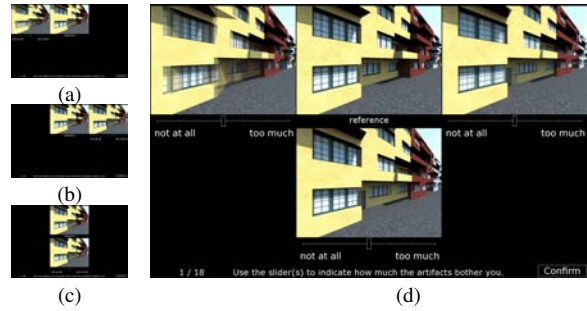 (a)
(b)
(c)
reference
not at all too much
not at all too much
not at all too much
1 / 18 Use the slider(s) to indicate how much the artifacts bother you. Confirm
(d)